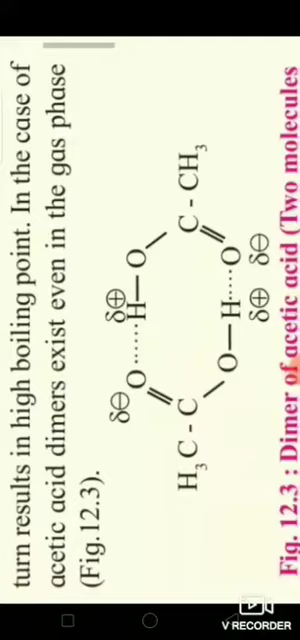 turn results in high boiling point. In the case of
acetic acid dimers exist even in the gas phase
(Fig.12.3).
δ⊖ δ⊕
O ...... H — O
H₃C - C C - CH₃
O — H ..... O
δ⊕ δ⊖
Fig. 12.3 : Dimer of acetic acid (Two molecules
V RECORDER